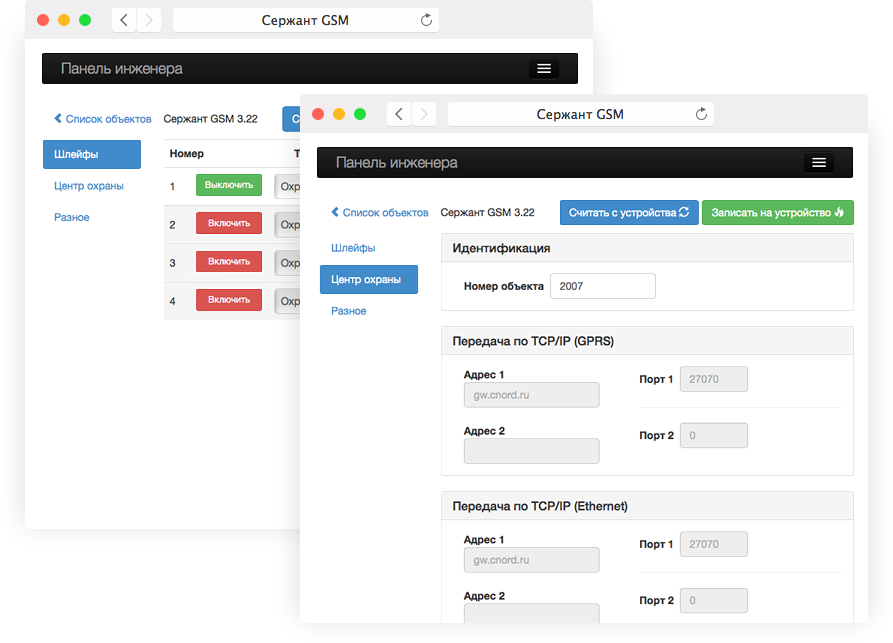 Сержант GSM
Панель инженера
Список объектов Сержант GSM 3.22 С
Шлейфы
Центр охраны
Разное
Номер Т
1 Выключить Охр
2 Включить Охр
3 Включить Охр
4 Включить Охр
Сержант GSM
Панель инженера
Список объектов Сержант GSM 3.22 Считать с устройства Записать на устройство
Шлейфы
Центр охраны
Разное
Идентификация
Номер объекта 2007
Передача по TCP/IP (GPRS)
Адрес 1 Порт 1 27070
gw.cnord.ru
Адрес 2 Порт 2 0
Передача по TCP/IP (Ethernet)
Адрес 1 Порт 1 27070
gw.cnord.ru
Адрес 2 Порт 2 0